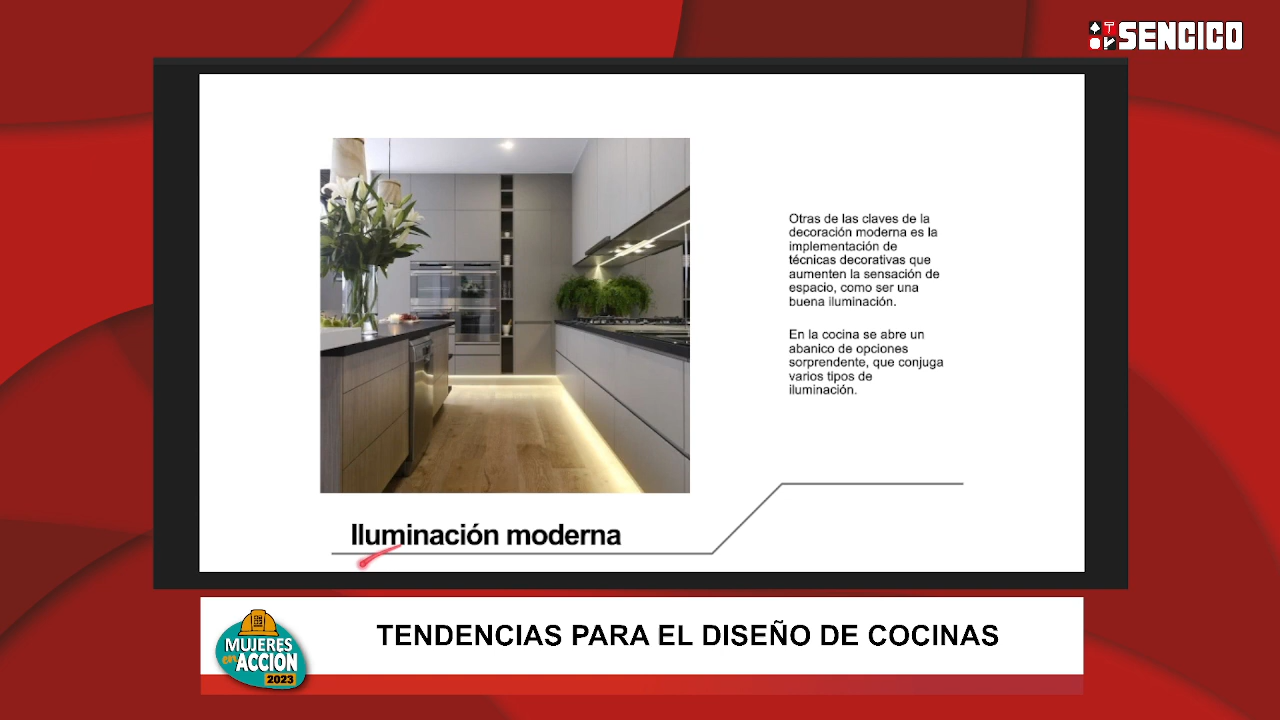 SENCICO
Otras de las claves de la
decoración moderna es la
implementación de
técnicas decorativas que
aumenten la sensación de
espacio, como ser una
buena iluminación.
En la cocina se abre un
abanico de opciones
sorprendente, que conjuga
varios tipos de
iluminación.
Iluminación moderna
MUJERES
en ACCIÓN
2023
TENDENCIAS PARA EL DISEÑO DE COCINAS